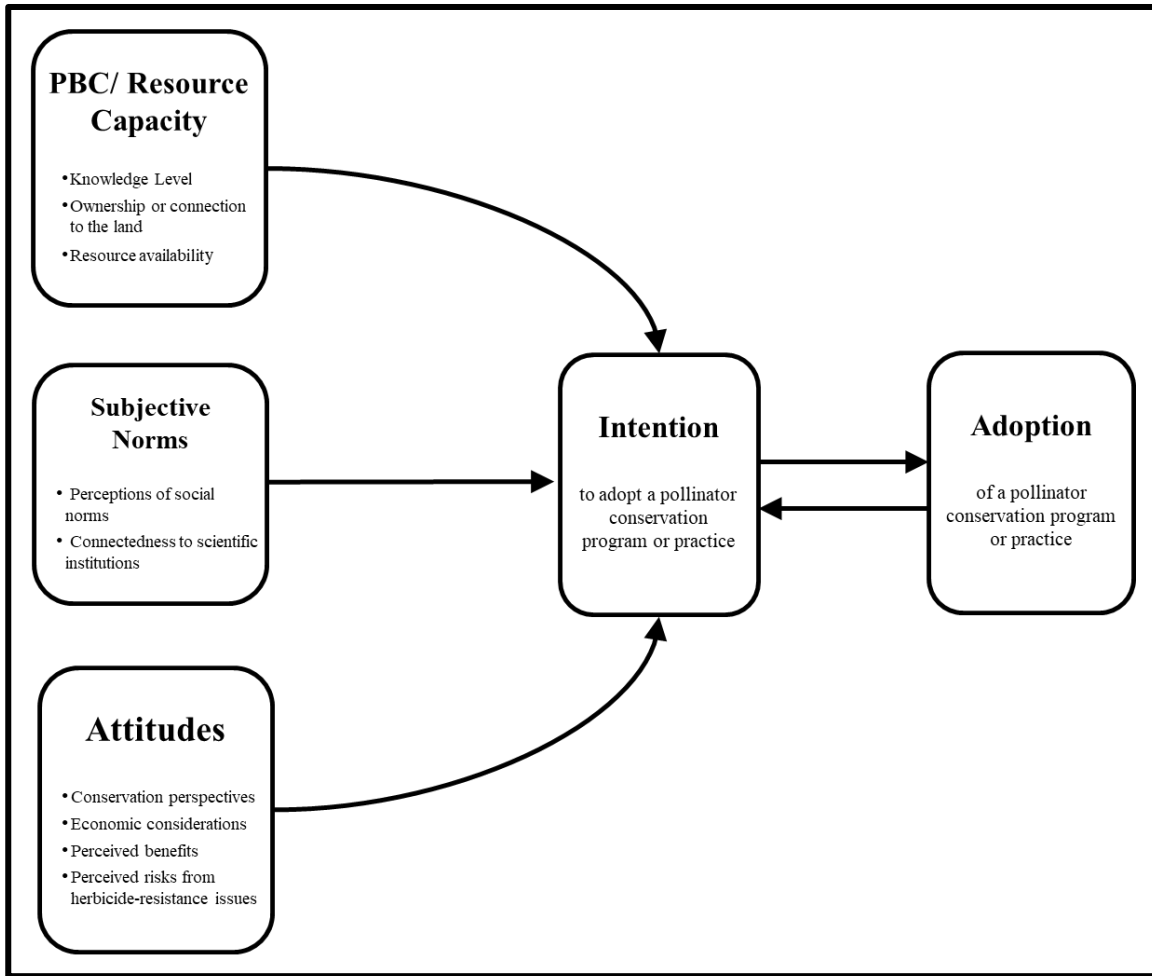 PBC/ Resource
Capacity
• Knowledge Level
• Ownership or connection
to the land
• Resource availability
Subjective
Norms
• Perceptions of social
norms
• Connectedness to scientific
institutions
Attitudes
• Conservation perspectives
• Economic considerations
• Perceived benefits
• Perceived risks from
herbicide-resistance issues
Intention
to adopt a pollinator
conservation
program or practice
Adoption
of a pollinator
conservation program
or practice